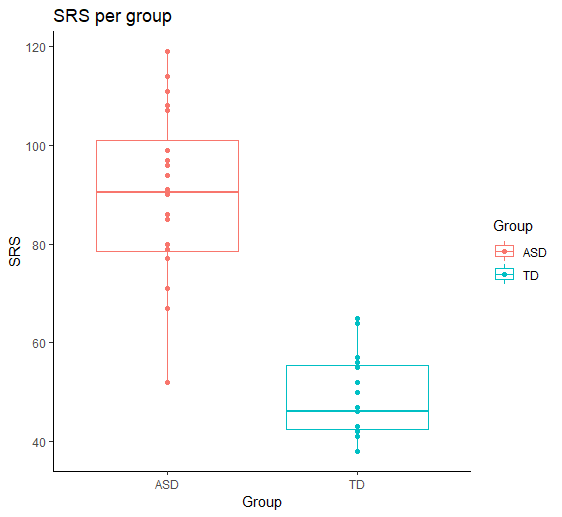 SRS per group
120
100
80
60
40
SRS
ASD
TD
Group
Group
ASD
TD